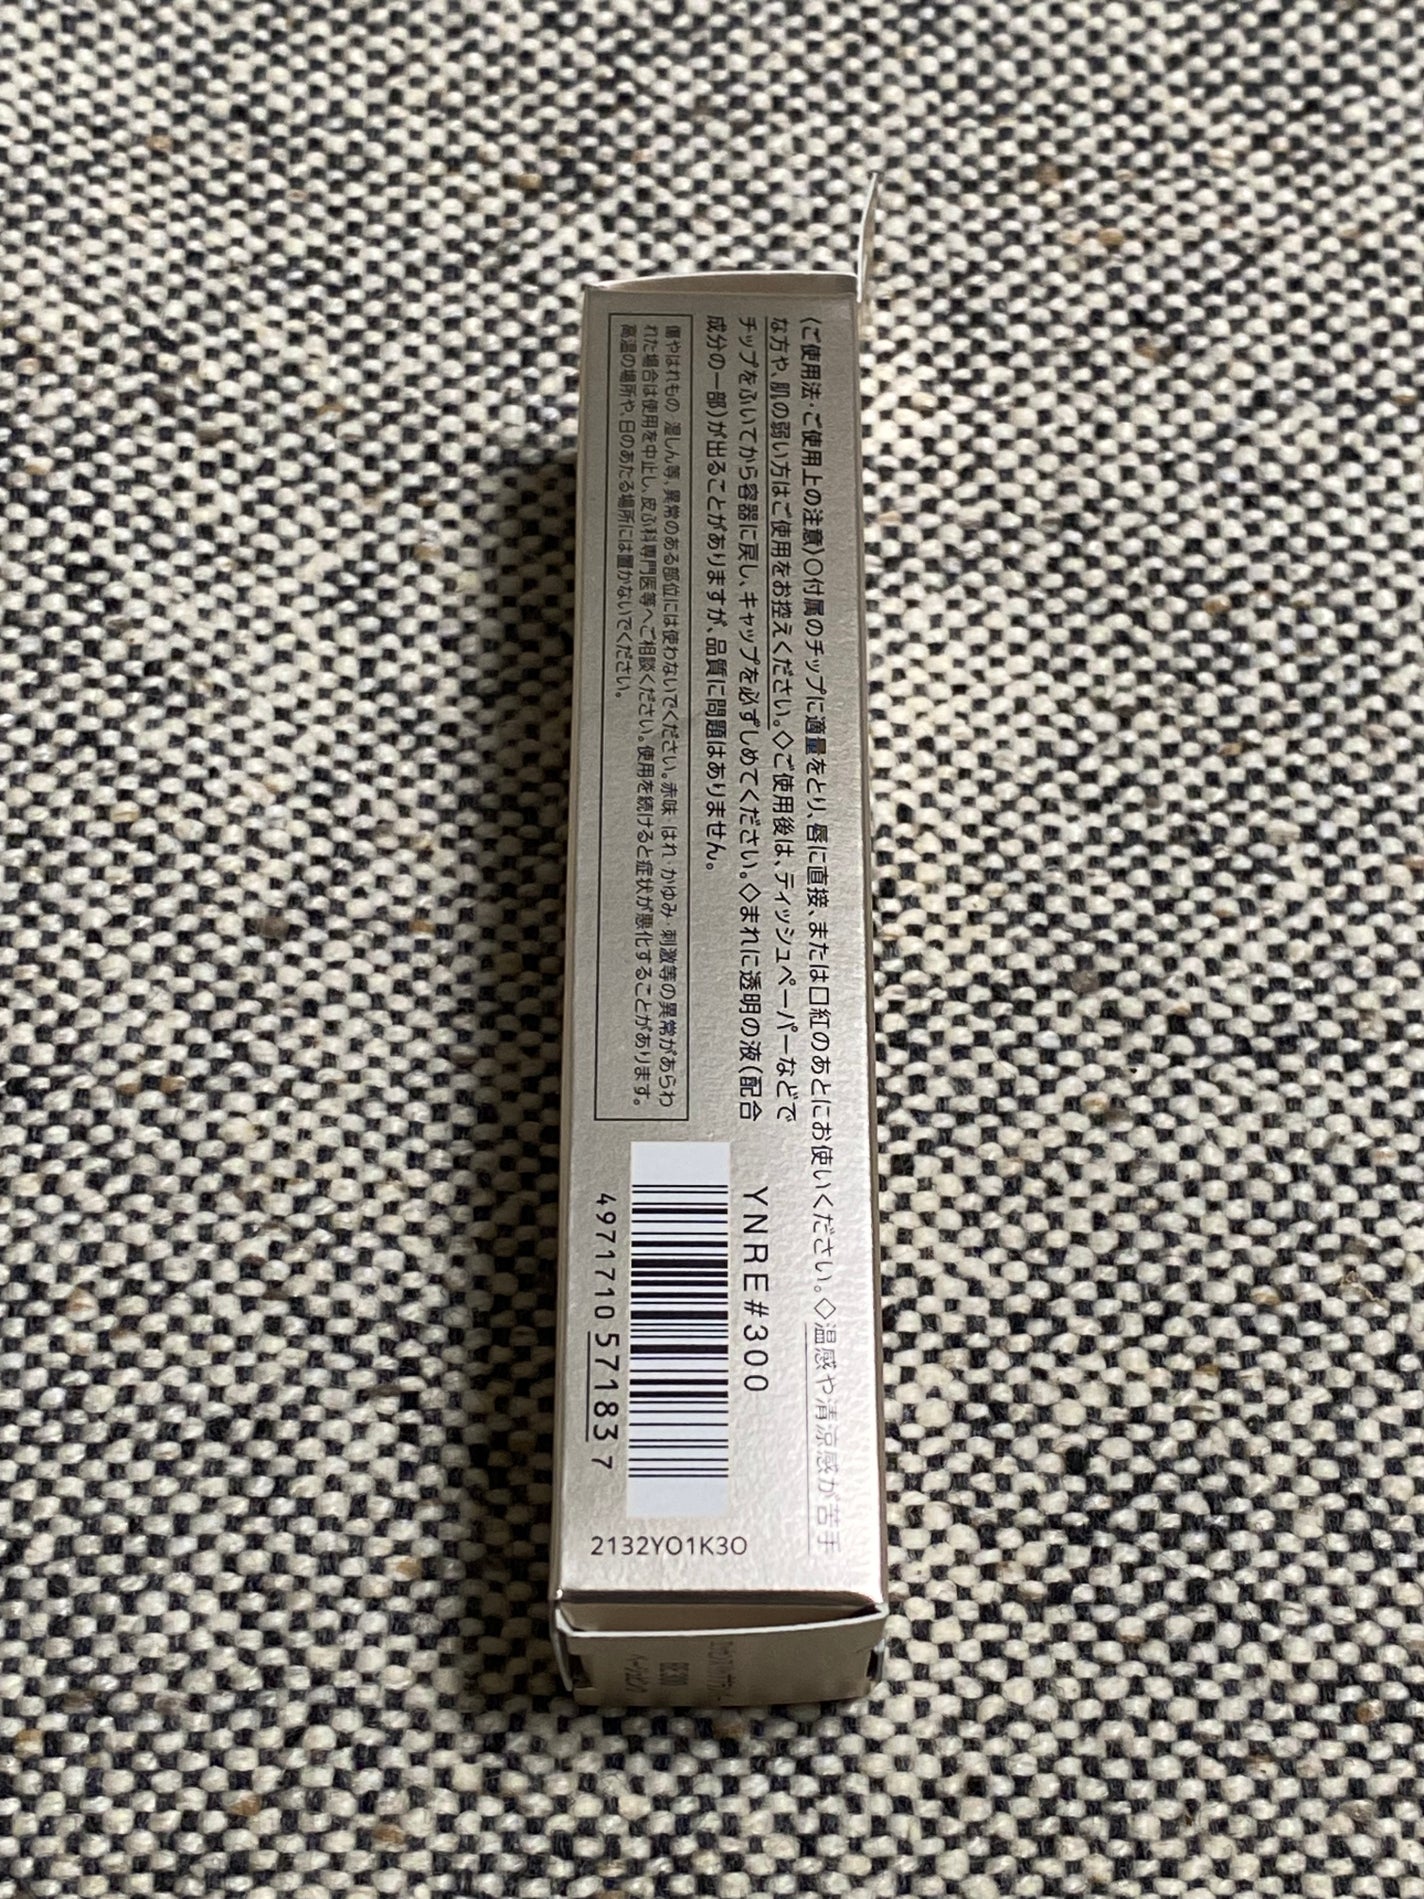 〈ご使用法・ご使用上の注意〉○付属のチップに適量をとり、唇に直接、または口紅のあとにお使いください。◇温感や清涼感が苦手
な方や、肌の弱い方はご使用をお控えください。◇ご使用後は、ティッシュペーパーなどで
チップをふいてから容器に戻し、キャップを必ずしめてください。◇まれに透明の液(配合
成分の一部)が出ることがありますが、品質に問題はありません。
傷やはれもの・湿しん等、異常のある部位には使わないでください。赤味・はれ・かゆみ・刺激等の異常があらわ
れた場合は使用を中止し、皮ふ科専門医等へご相談ください。使用を続けると症状が悪化することがあります。
高温の場所や、日のあたる場所には置かないでください。
YNRE#300
4971710571837
2132YO1K3O